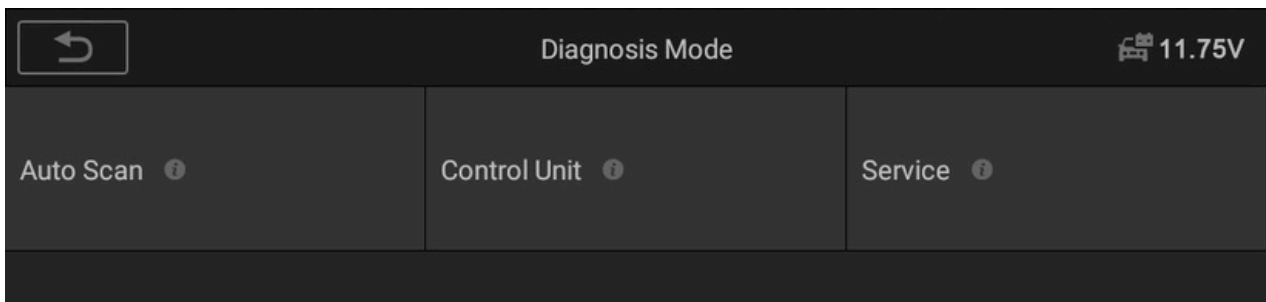 Diagnosis Mode
11.75V
Auto Scan
Control Unit
Service